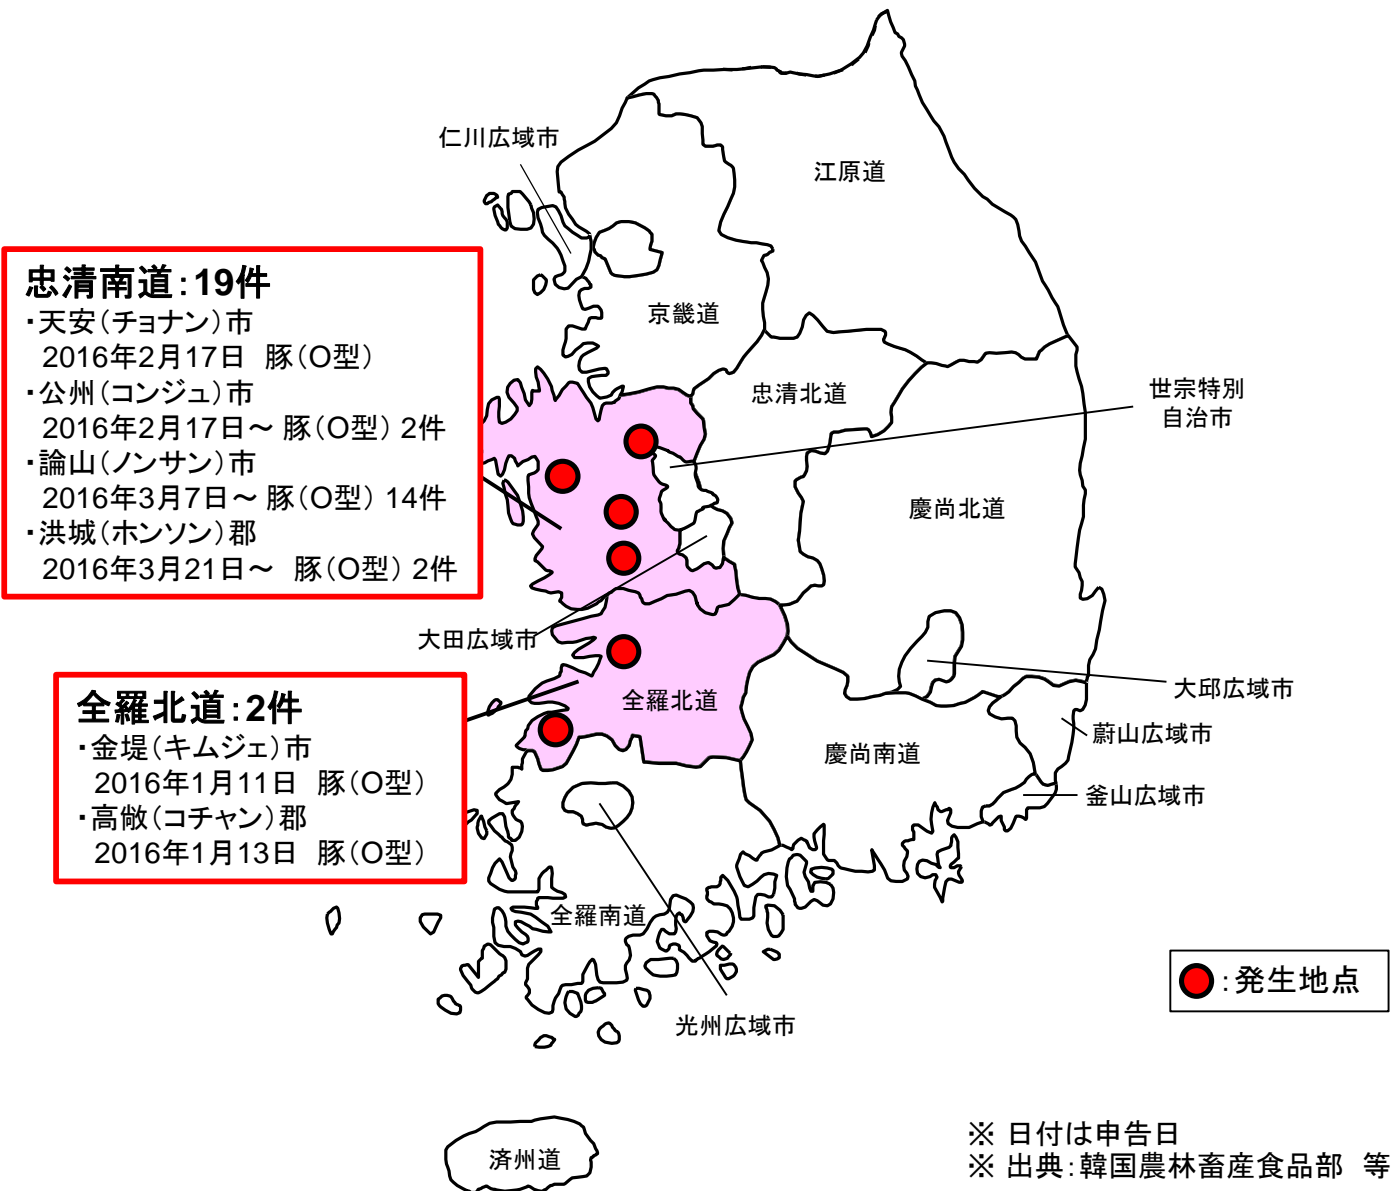 仁川広域市
江原道
京畿道
忠清南道：19件
・天安（チョナン）市
2016年2月17日　豚（O型）
・公州（コンジュ）市
2016年2月17日～ 豚（O型） 2件
・論山（ノンサン）市
2016年3月7日～ 豚（O型） 14件
・洪城（ホンソン）郡
2016年3月21日～　豚（O型） 2件
忠清北道
世宗特別
自治市
慶尚北道
大田広域市
全羅北道：2件
・金堤（キムジェ）市
2016年1月11日　豚（O型）
・高敞（コチャン）郡
2016年1月13日　豚（O型）
全羅北道
大邱広域市
蔚山広域市
慶尚南道
釜山広域市
全羅南道
光州広域市
：発生地点
済州道
※ 日付は申告日
※ 出典：韓国農林畜産食品部　等